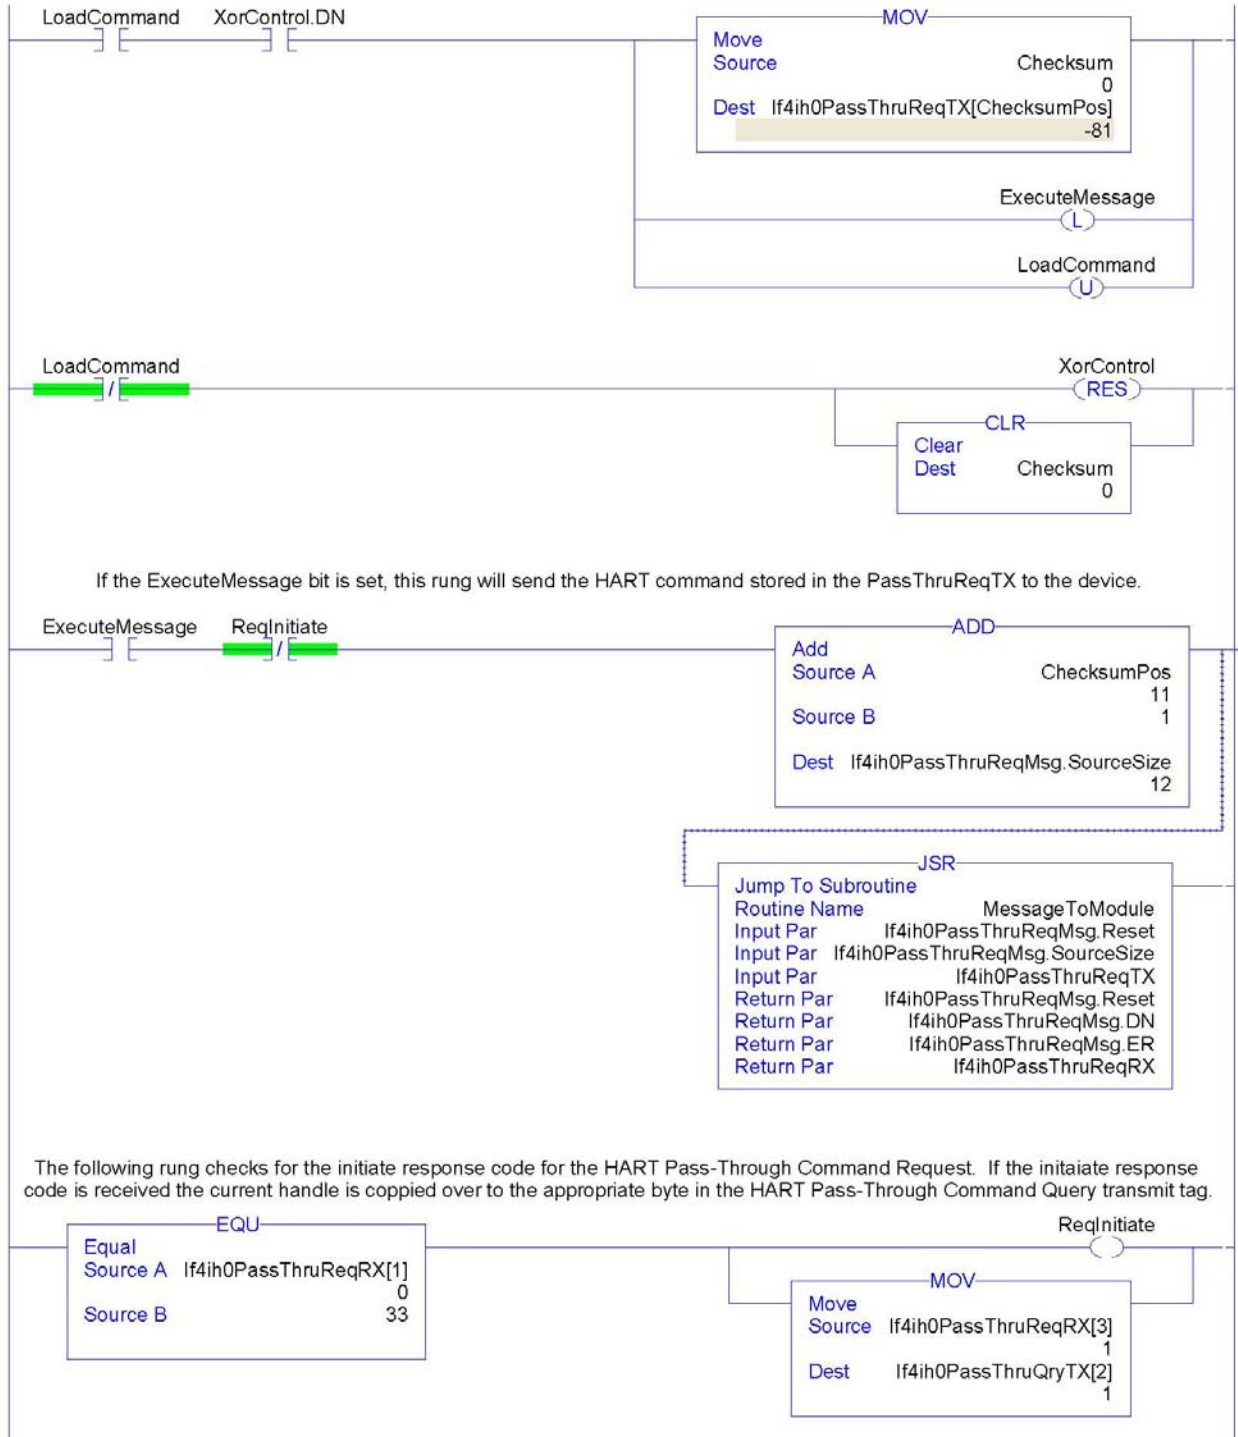 LoadCommand XorControl.DN
MOV
Move
Source Checksum
0
Dest If4ih0PassThruReqTX[ChecksumPos]
-81
ExecuteMessage
L
LoadCommand
U
LoadCommand XorControl
/ RES
CLR
Clear
Dest Checksum
0
If the ExecuteMessage bit is set, this rung will send the HART command stored in the PassThruReqTX to the device.
ExecuteMessage ReqInitiate
/
ADD
Add
Source A ChecksumPos
11
Source B 1
Dest If4ih0PassThruReqMsg.SourceSize
12
JSR
Jump To Subroutine
Routine Name MessageToModule
Input Par If4ih0PassThruReqMsg.Reset
Input Par If4ih0PassThruReqMsg.SourceSize
Input Par If4ih0PassThruReqTX
Return Par If4ih0PassThruReqMsg.Reset
Return Par If4ih0PassThruReqMsg.DN
Return Par If4ih0PassThruReqMsg.ER
Return Par If4ih0PassThruReqRX
The following rung checks for the initiate response code for the HART Pass-Through Command Request. If the initaiate response
code is received the current handle is coppied over to the appropriate byte in the HART Pass-Through Command Query transmit tag.
EQU
Equal
Source A If4ih0PassThruReqRX[1]
0
Source B 33
ReqInitiate
MOV
Move
Source If4ih0PassThruReqRX[3]
1
Dest If4ih0PassThruQryTX[2]
1